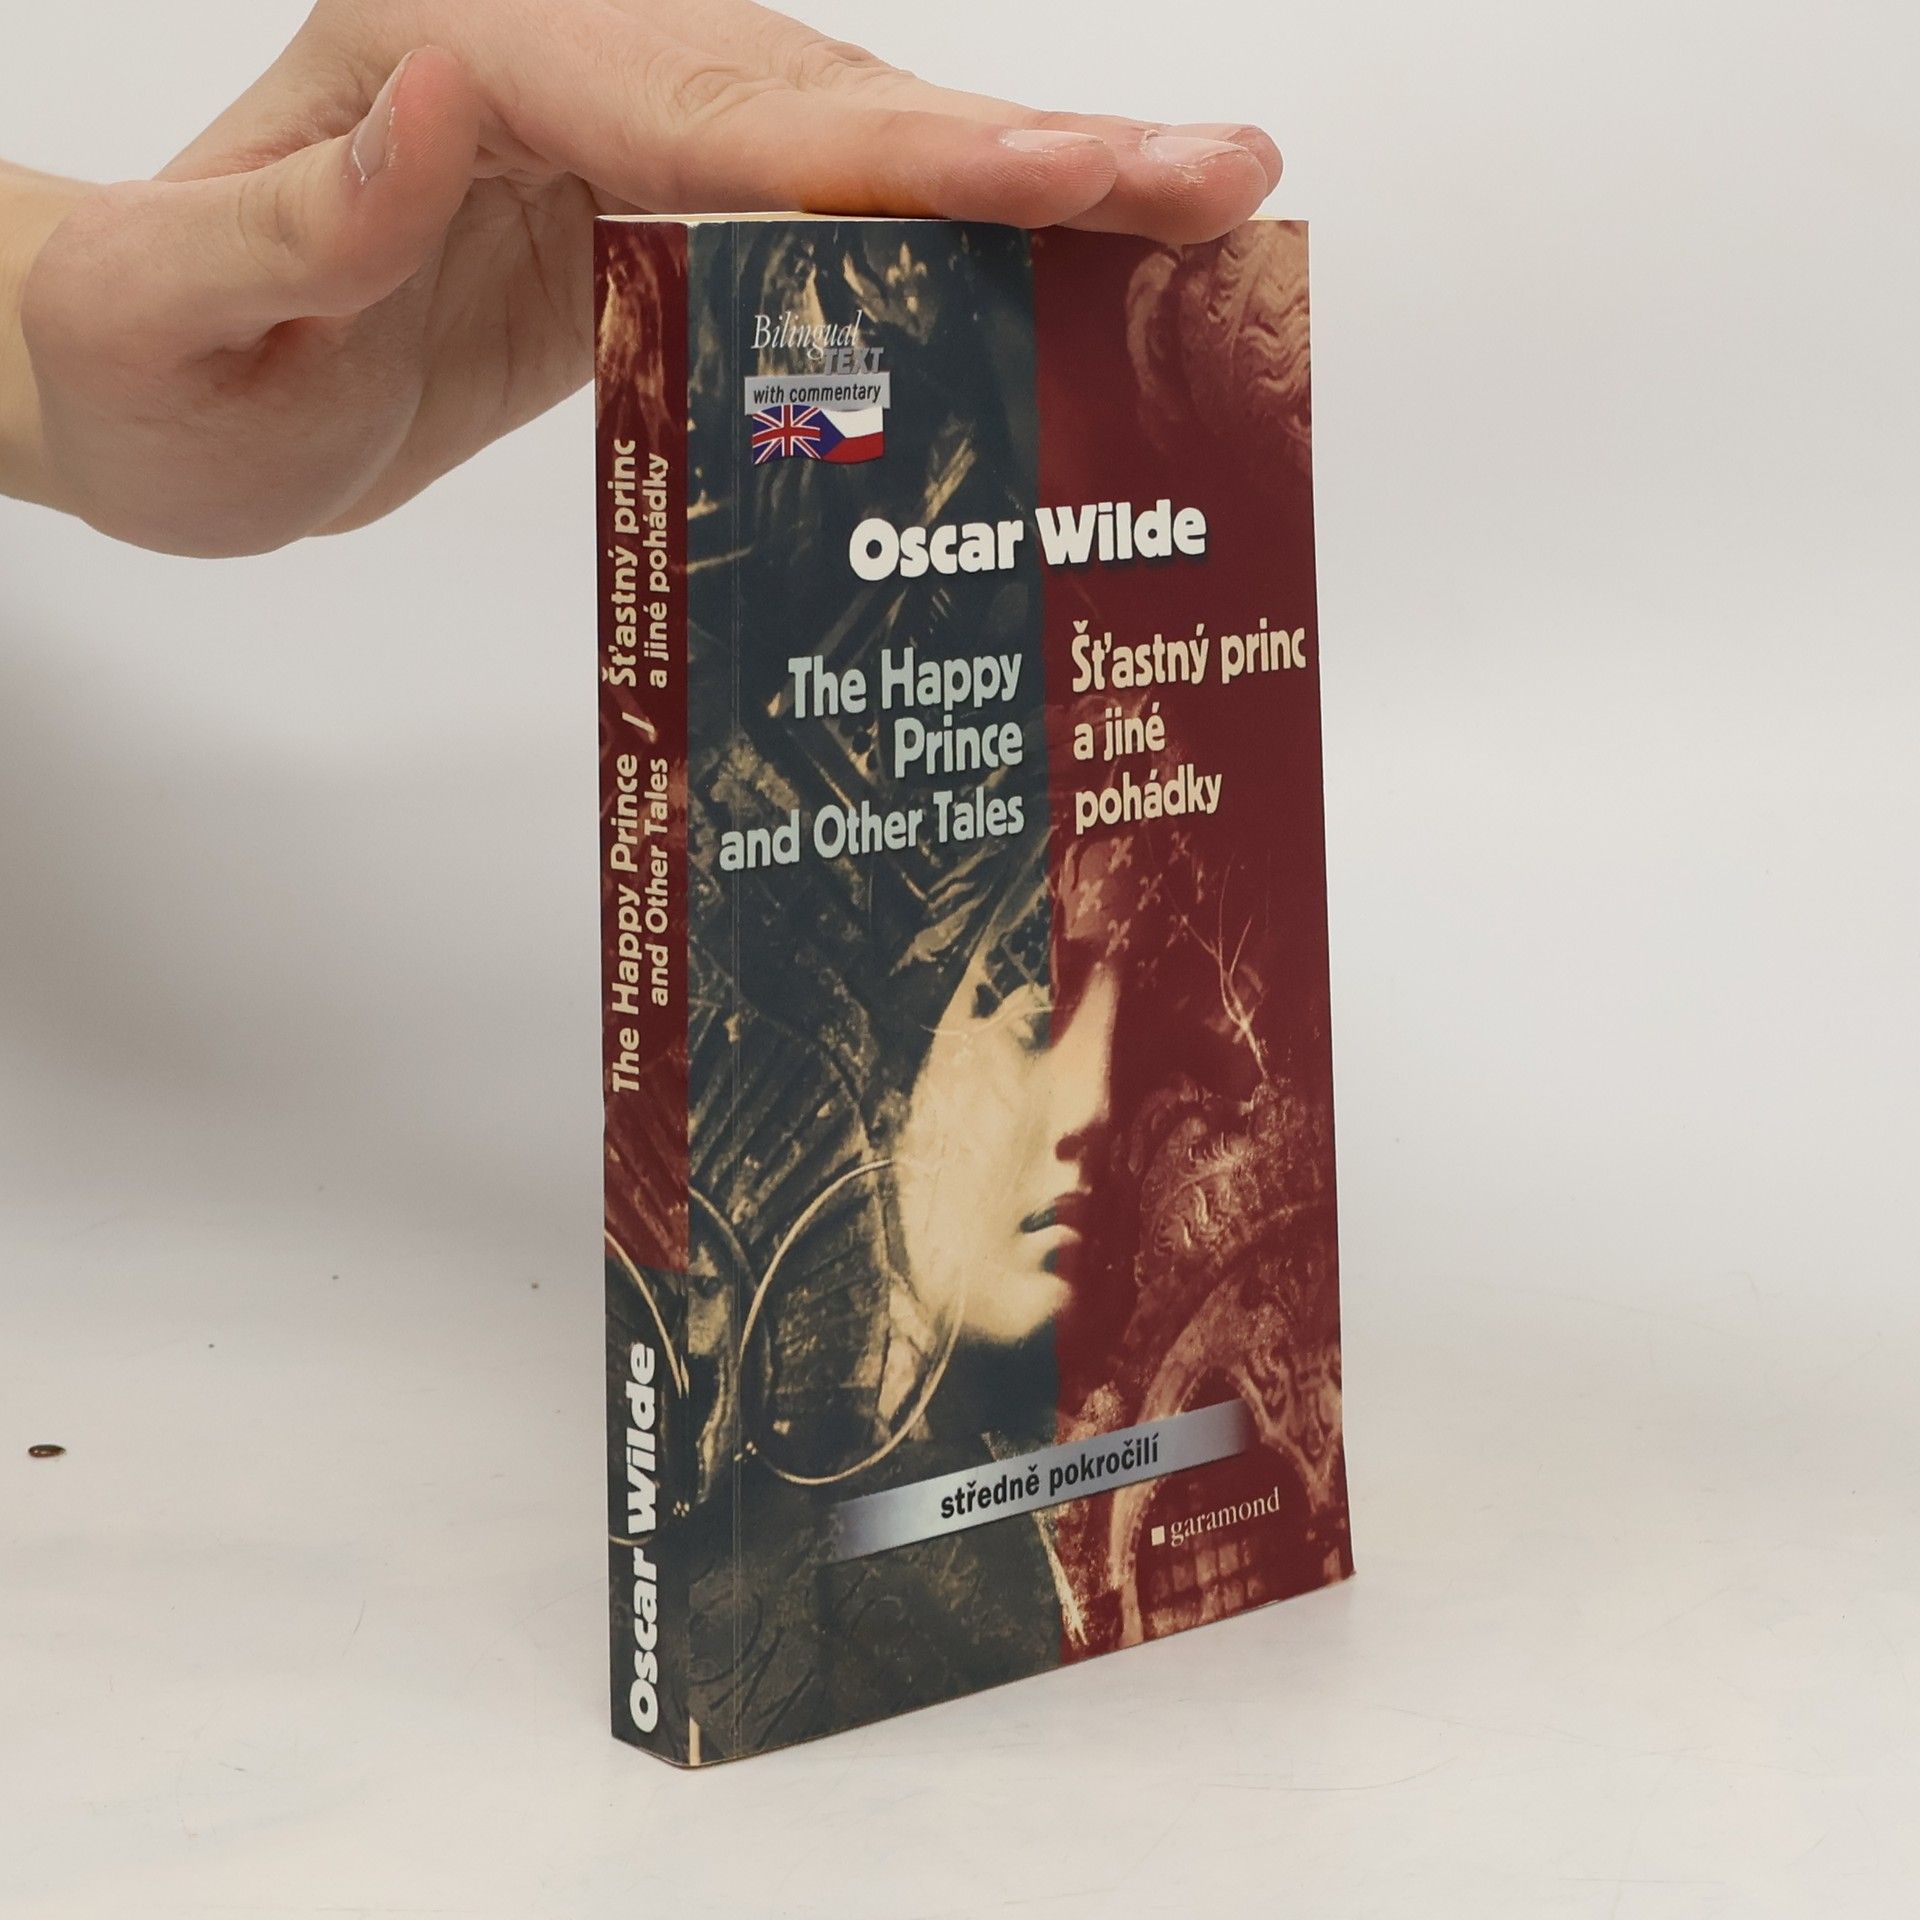 Bilingual
TEXT
with commentary
Oscar Wilde
The Happy
Prince
and Other Tales
Šťastný princ
a jiné
pohádky
středně pokročilí
garamond
The Happy Prince / Šťastný princ
and Other Tales a jiné pohádky
Oscar Wilde